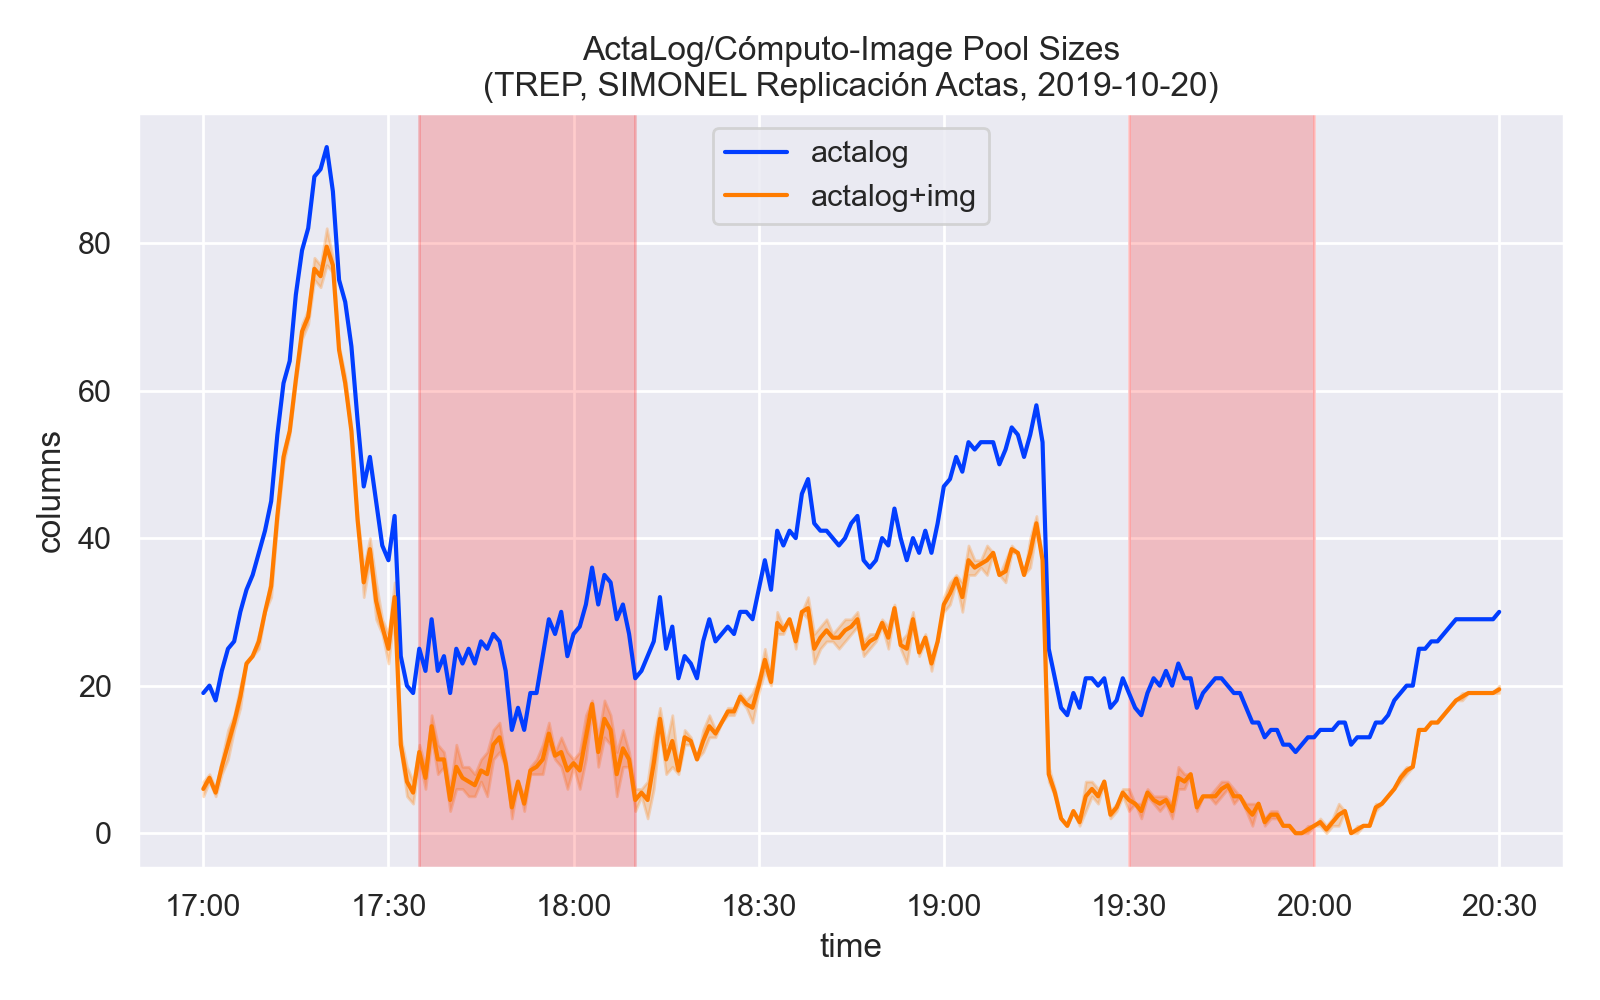 ActaLog/Cómputo-Image Pool Sizes
(TREP, SIMONEL Replicación Actas, 2019-10-20)
actalog
actalog+img
columns
80
60
40
20
0
17:00 17:30 18:00 18:30 19:00 19:30 20:00 20:30
time